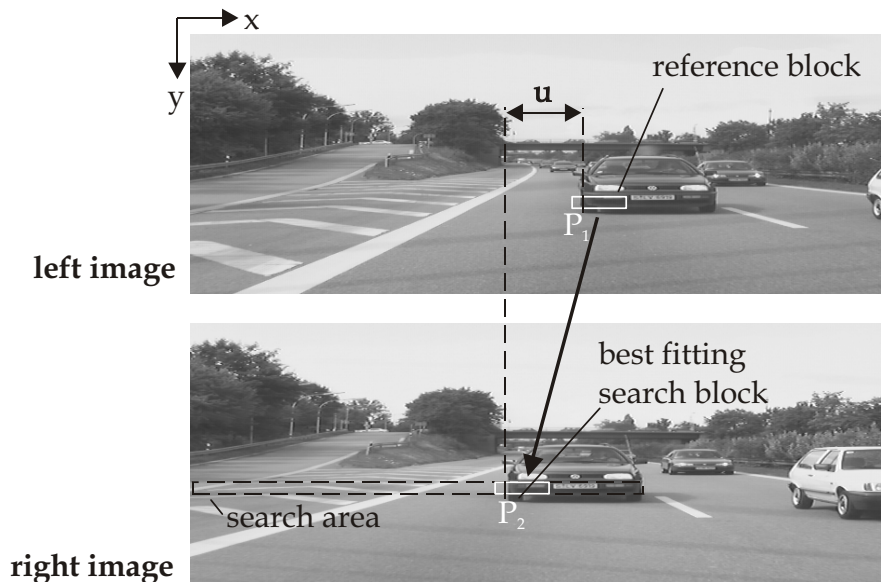 x
y
u
reference block
P₁
left image
best fitting
search block
search area
P₂
right image